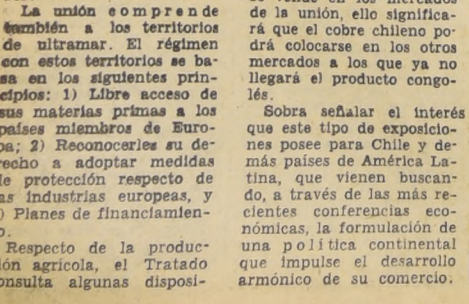 La unión comprende
también a los territorios
de ultramar. El régimen
con estos territorios se ba-
sa en los siguientes prin-
cipios: 1) Libre acceso de
sus materias primas a los
países miembros de Euro-
pa; 2) Reconocerles su de-
recho a adoptar medidas
de protección respecto de
as industrias europeas, y
) Planes de financiamien-
o.
Respecto de la produc-
ión agrícola, el Tratado
onsulta algunas disposi-
de la unión, ello significa-
rá que el cobre chileno po-
drá colocarse en los otros
mercados a los que ya no
llegará el producto congo-
lés.
Sobra señalar el interés
que este tipo de exposicio-
nes posee para Chile y de-
más países de América La-
tina, que vienen buscan-
do, a través de las más re-
cientes conferencias eco-
nómicas, la formulación de
una política continental
que impulse el desarrollo
armónico de su comercio.